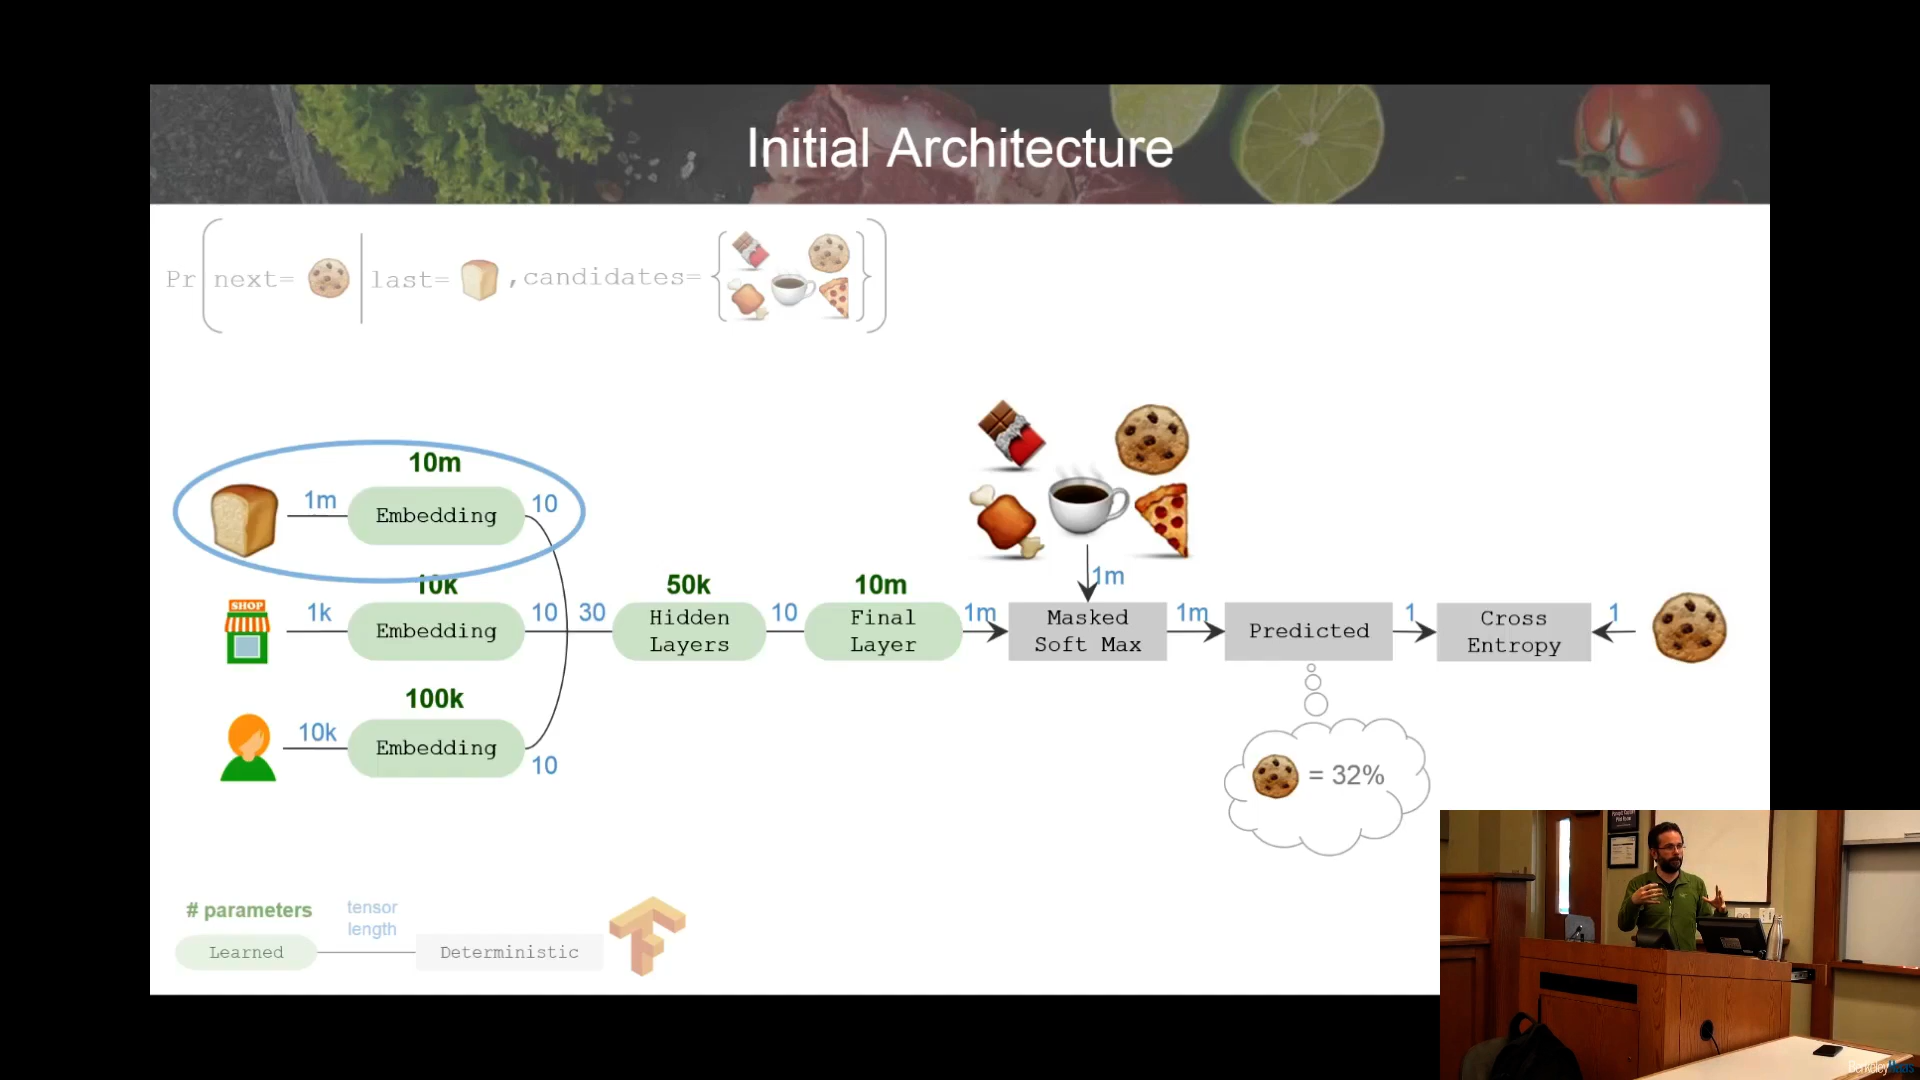 Initial Architecture
Pr next= last= ,candidates=
10m
1m Embedding 10
10k
1k Embedding 10 30
100k
10k Embedding 10
50k
Hidden Layers 10
10m
Final Layer 1m
1m
Masked Soft Max 1m
Predicted 1
Cross Entropy 1
SHOP
= 32%
# parameters
tensor length
Learned
Deterministic